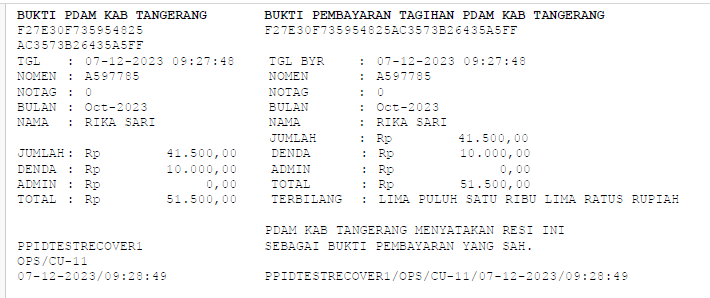 BUKTI PDAM KAB TANGERANG
F27E30F735954825
AC3573B26435A5FF
TGL : 07-12-2023 09:27:48
NOMEN : A597785
NOTAG : 0
BULAN : Oct-2023
NAMA : RIKA SARI
JUMLAH : Rp 41.500,00
DENDA : Rp 10.000,00
ADMIN : Rp 0,00
TOTAL : Rp 51.500,00
PPIDTESTRECOVER1
OPS/CU-11
07-12-2023/09:28:49
BUKTI PEMBAYARAN TAGIHAN PDAM KAB TANGERANG
F27E30F735954825AC3573B26435A5FF
TGL BYR : 07-12-2023 09:27:48
NOMEN : A597785
NOTAG : 0
BULAN : Oct-2023
NAMA : RIKA SARI
JUMLAH : Rp 41.500,00
DENDA : Rp 10.000,00
ADMIN : Rp 0,00
TOTAL : Rp 51.500,00
TERBILANG : LIMA PULUH SATU RIBU LIMA RATUS RUPIAH
PDAM KAB TANGERANG MENYATAKAN RESI INI
SEBAGAI BUKTI PEMBAYARAN YANG SAH.
PPIDTESTRECOVER1/OPS/CU-11/07-12-2023/09:28:49